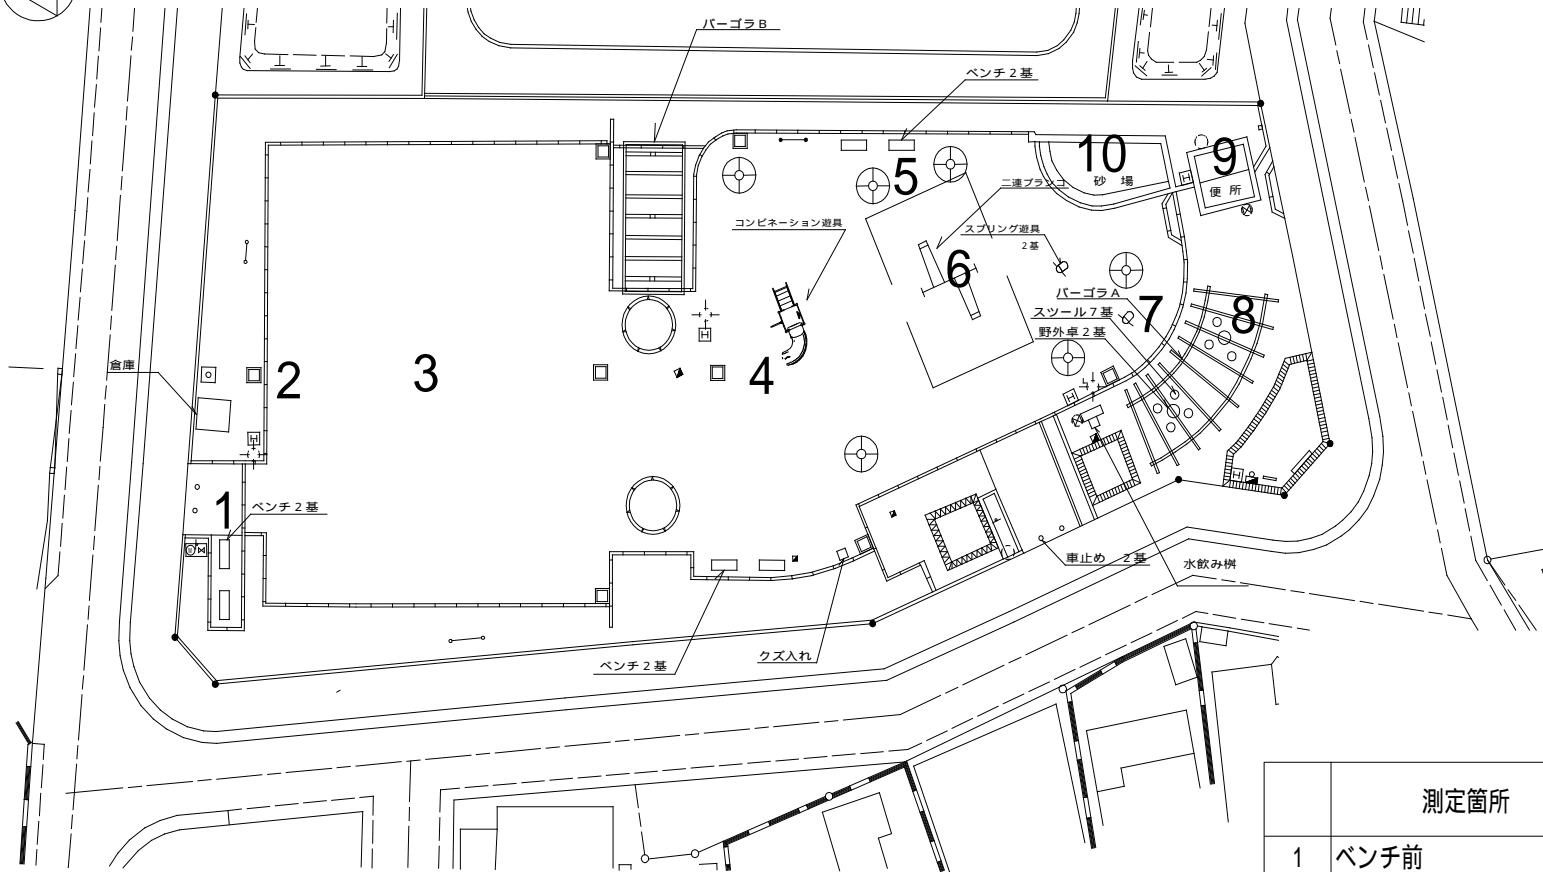 パーゴラB
ベンチ2基
10
9
砂 場
便 所
5
二連ブランコ
コンビネーション遊具
スプリング遊具
2基
6
パーゴラA
7
8
スツール7基
野外卓2基
倉庫
2
3
4
1
ベンチ2基
車止め 2基
水飲み桝
ベンチ2基
クズ入れ
測定箇所
1 ベンチ前